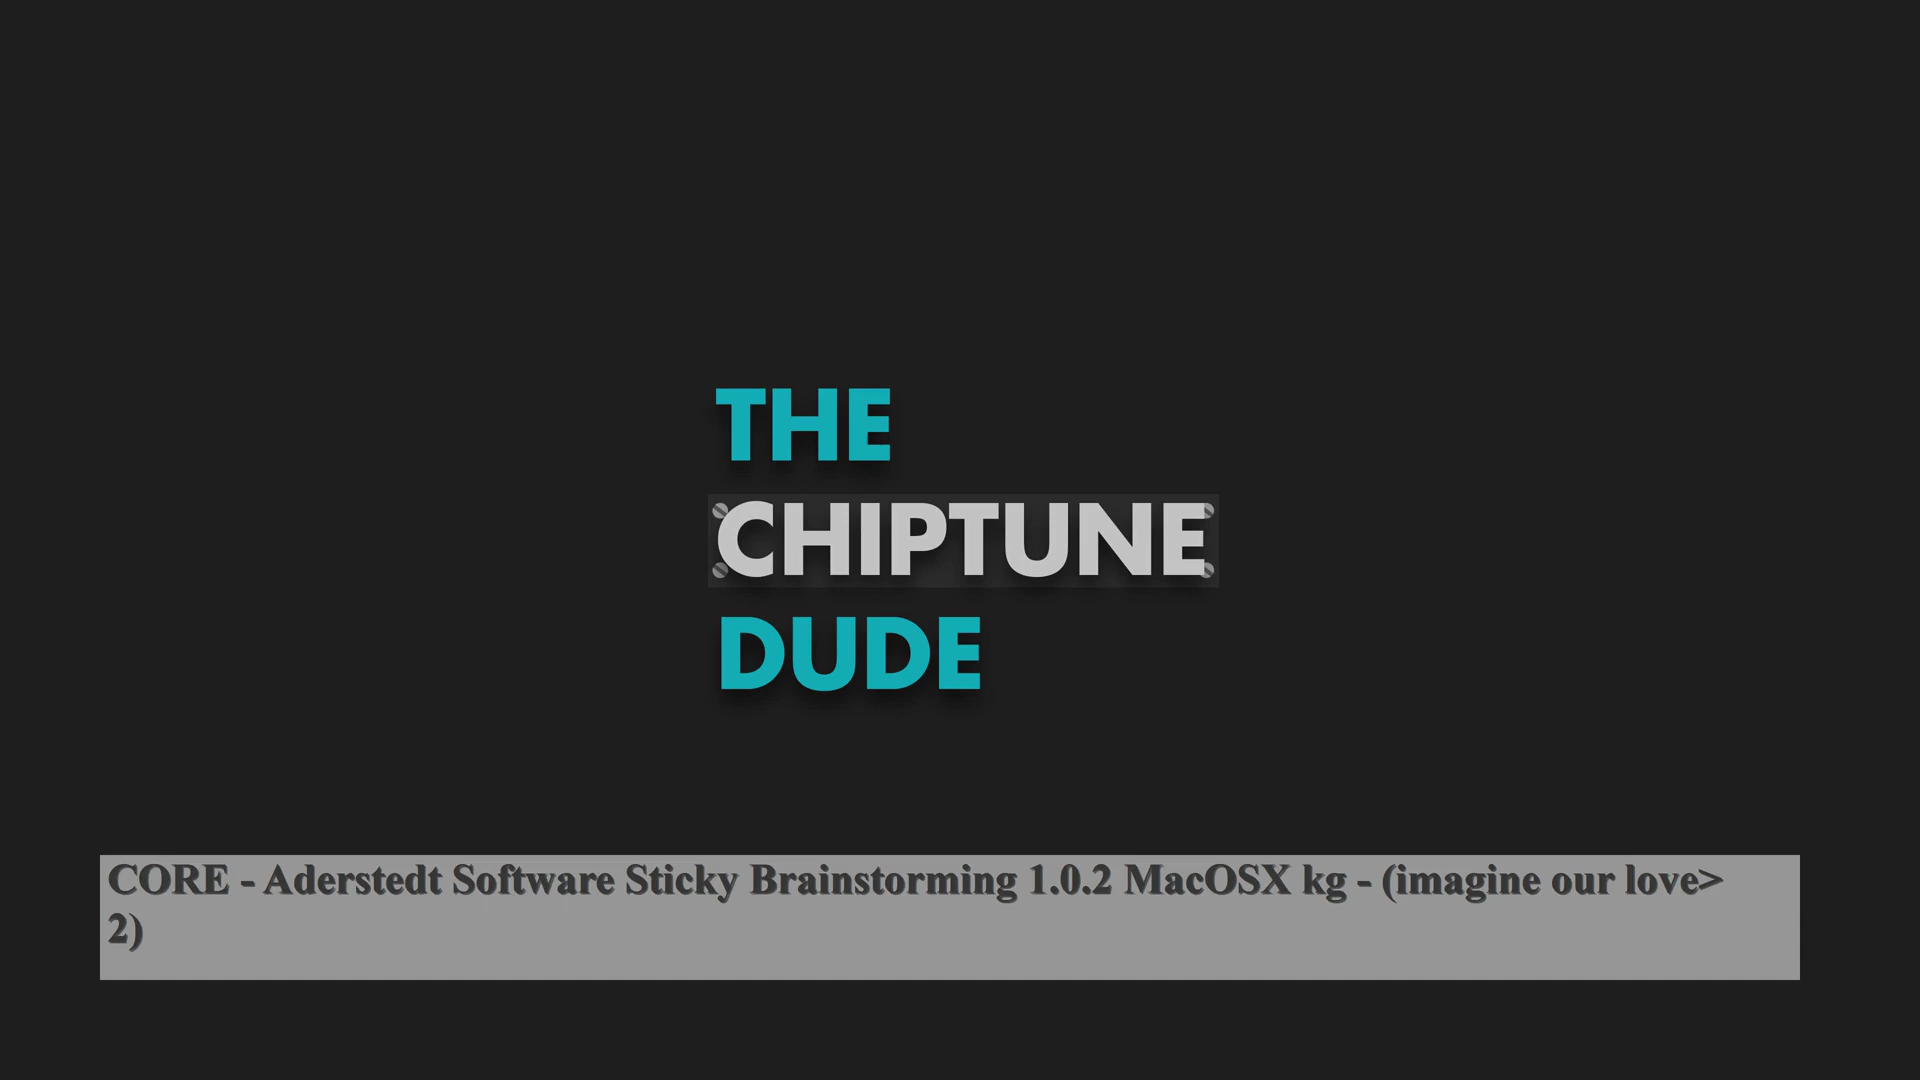 THE
CHIPTUNE
DUDE
CORE - Aderstedt Software Sticky Brainstorming 1.0.2 MacOSX kg - (imagine our love>
2)